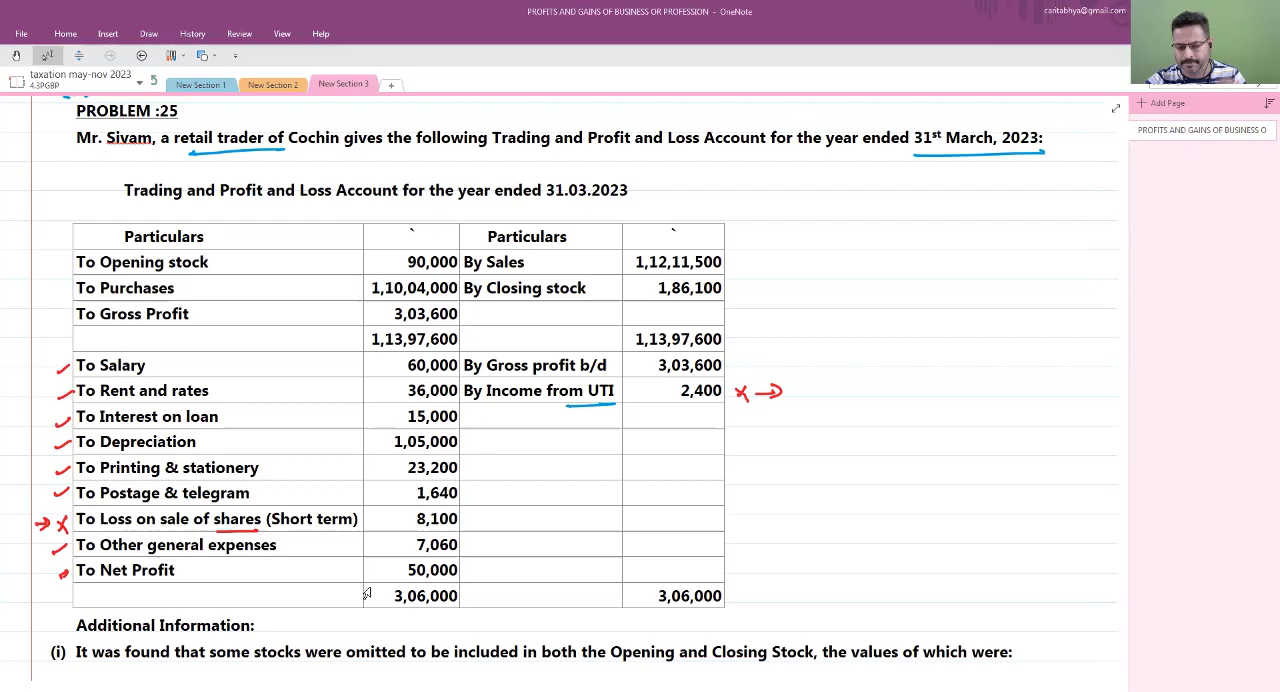 PROFITS AND GAINS OF BUSINESS OR PROFESSION - OneNote
caritabhya@gmail.com
File Home Insert Draw History Review View Help
taxation may-nov 2023
4.3PGBP
5
New Section 1 New Section 2 New Section 3 +
Add Page
PROFITS AND GAINS OF BUSINESS O
PROBLEM :25
Mr. Sivam, a retail trader of Cochin gives the following Trading and Profit and Loss Account for the year ended 31st March, 2023:
Trading and Profit and Loss Account for the year ended 31.03.2023
Particulars ` Particulars `
To Opening stock 90,000 By Sales 1,12,11,500
To Purchases 1,10,04,000 By Closing stock 1,86,100
To Gross Profit 3,03,600
1,13,97,600 1,13,97,600
To Salary 60,000 By Gross profit b/d 3,03,600
To Rent and rates 36,000 By Income from UTI 2,400
To Interest on loan 15,000
To Depreciation 1,05,000
To Printing & stationery 23,200
To Postage & telegram 1,640
To Loss on sale of shares (Short term) 8,100
To Other general expenses 7,060
To Net Profit 50,000
3,06,000 3,06,000
Additional Information:
(i) It was found that some stocks were omitted to be included in both the Opening and Closing Stock, the values of which were: